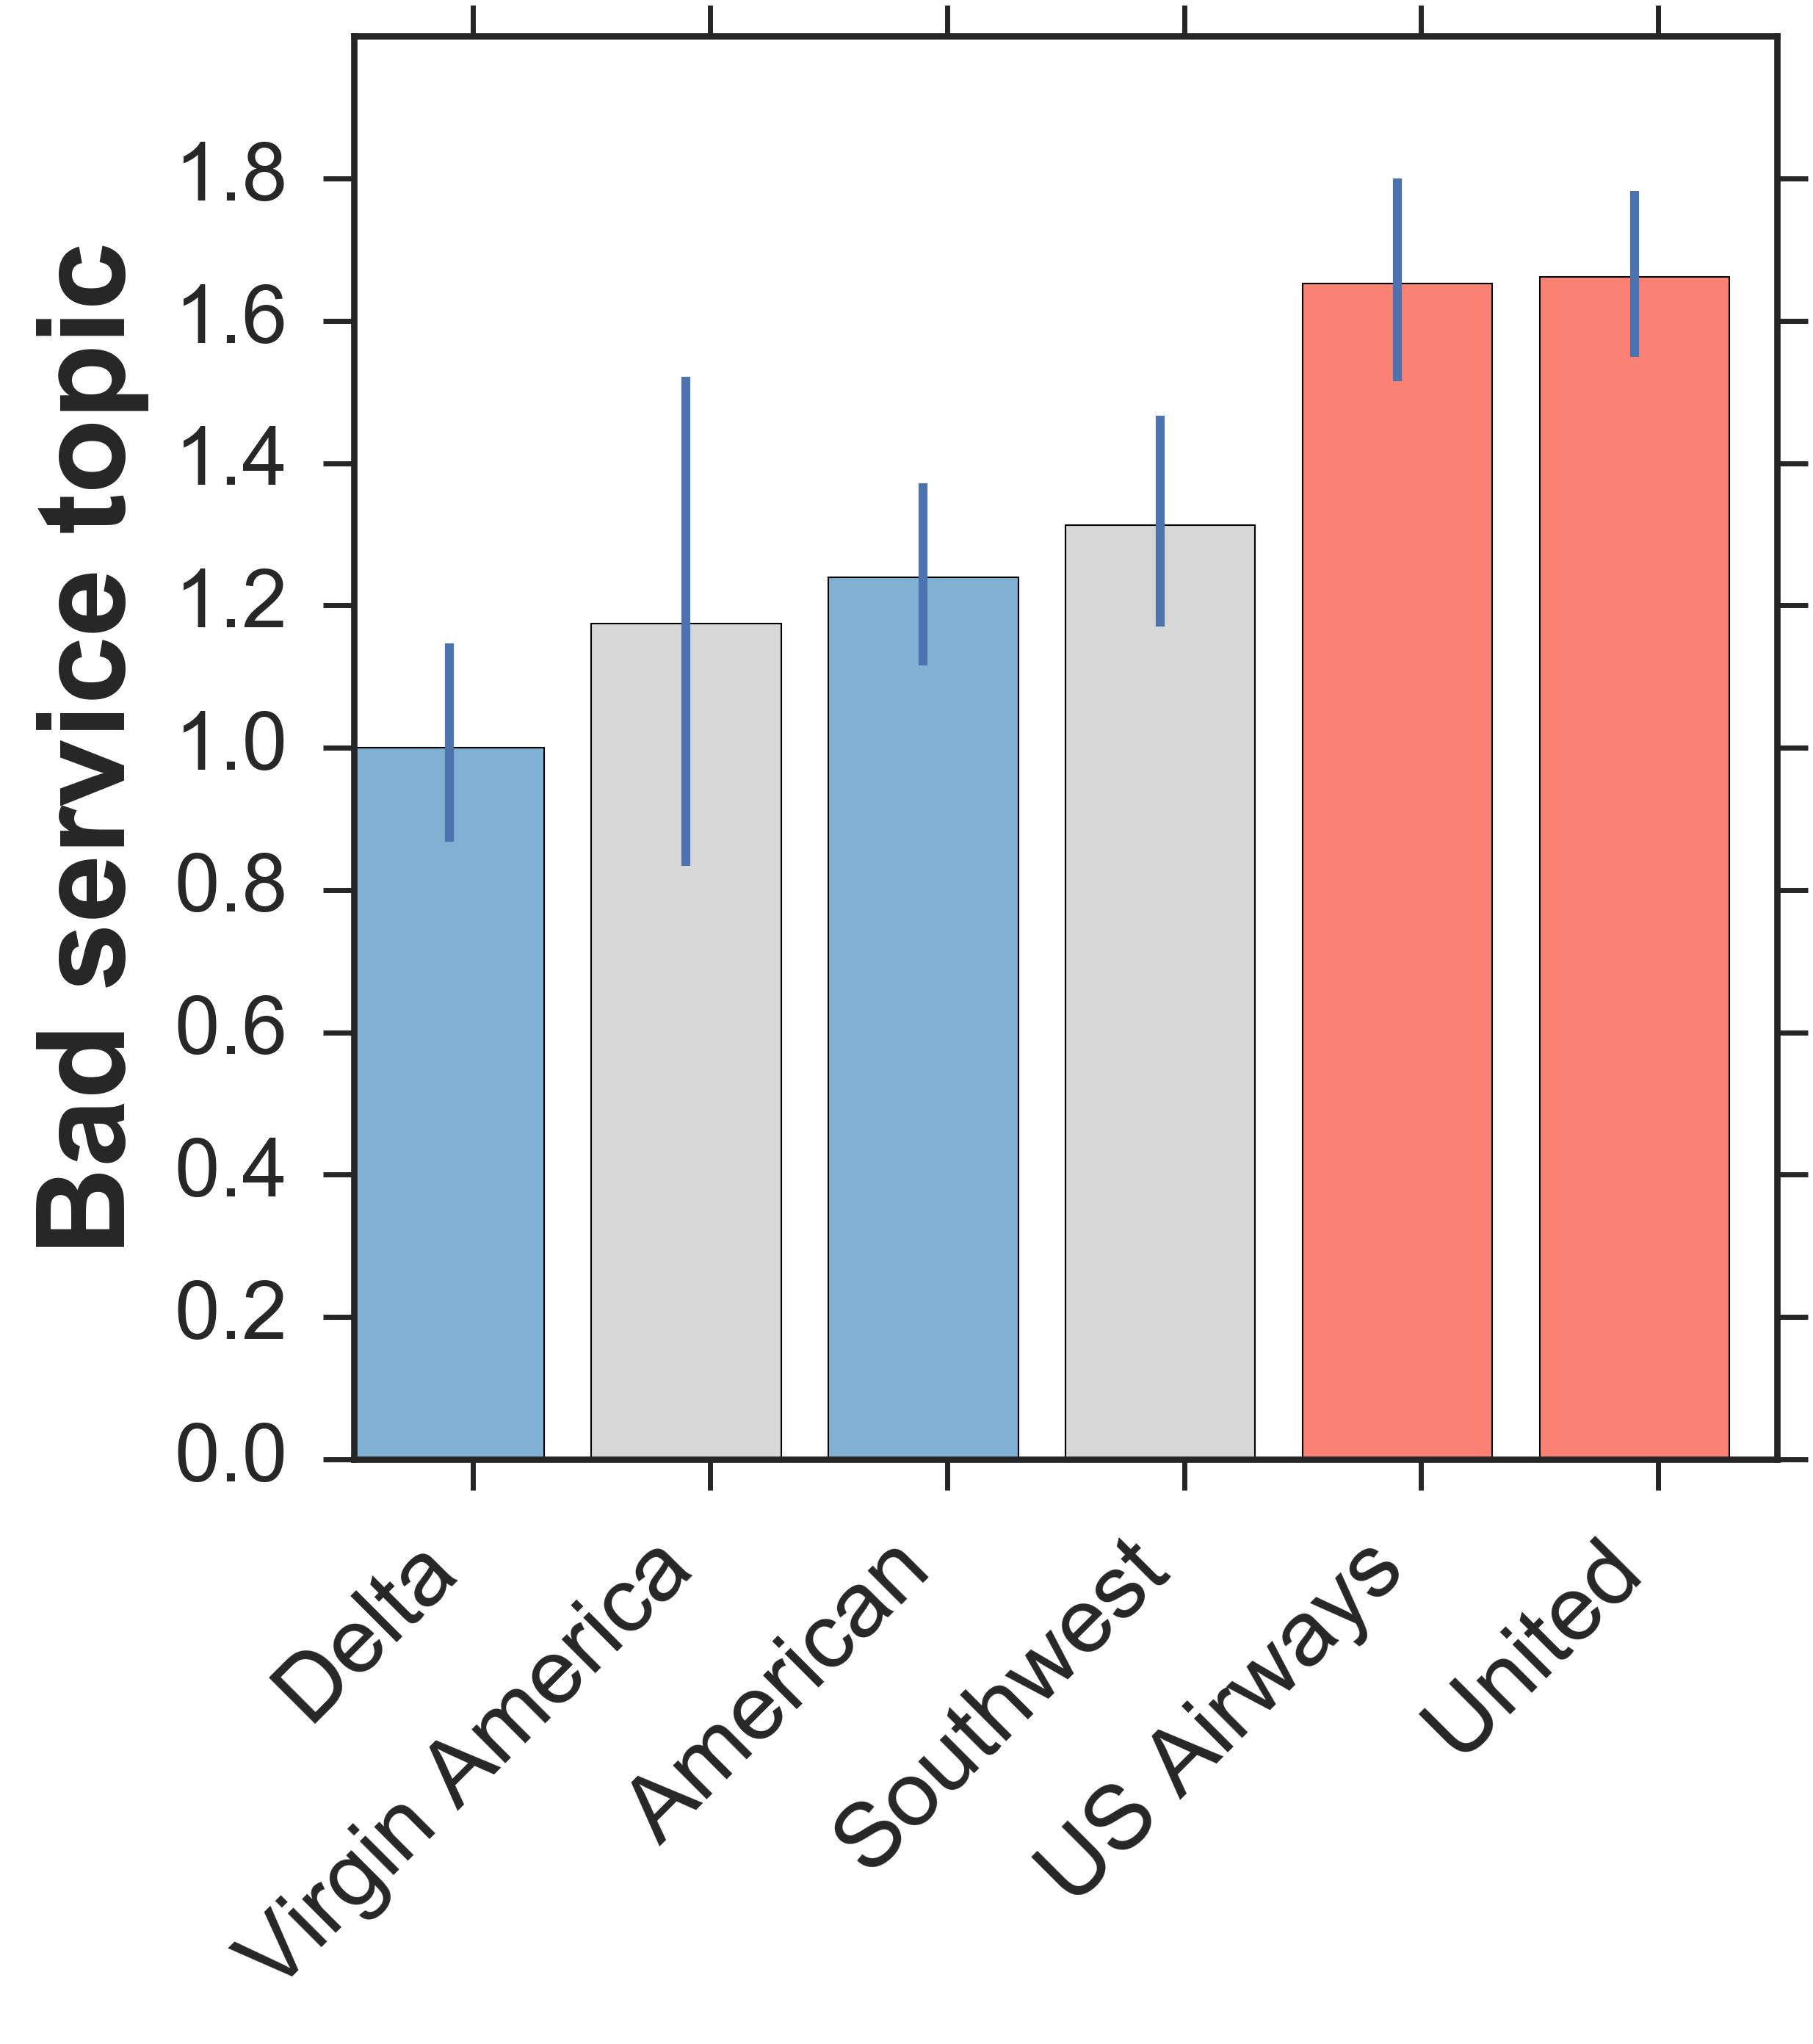 Bad service topic
1.8
1.6
1.4
1.2
1.0
0.8
0.6
0.4
0.2
0.0
Delta
Virgin America
American
Southwest
US Airways
United